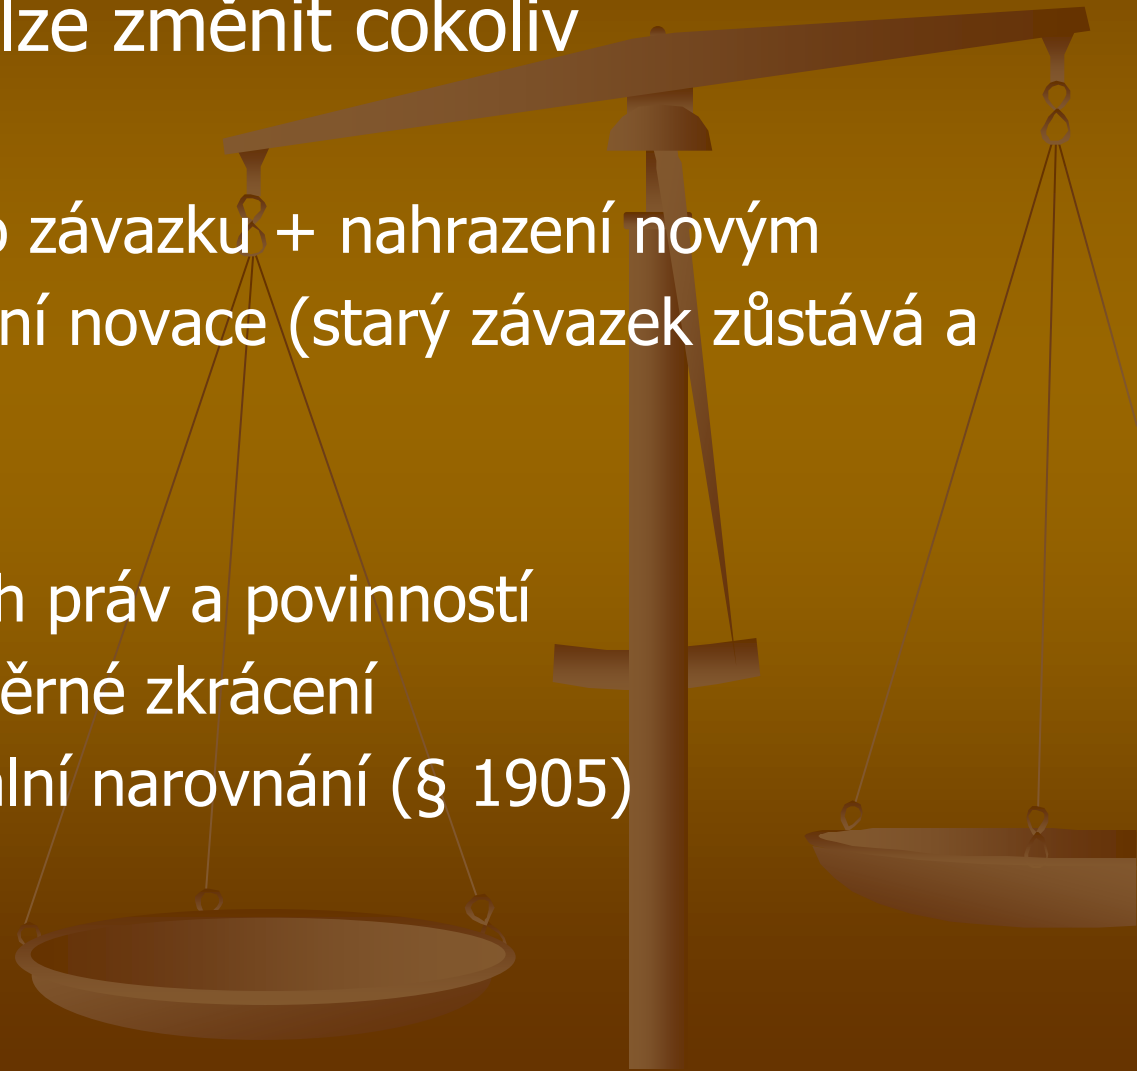 lze změnit cokoliv
závazku + nahrazení novým
ní novace (starý závazek zůstává a
h práv a povinností
ěrné zkrácení
lní narovnání (§ 1905)